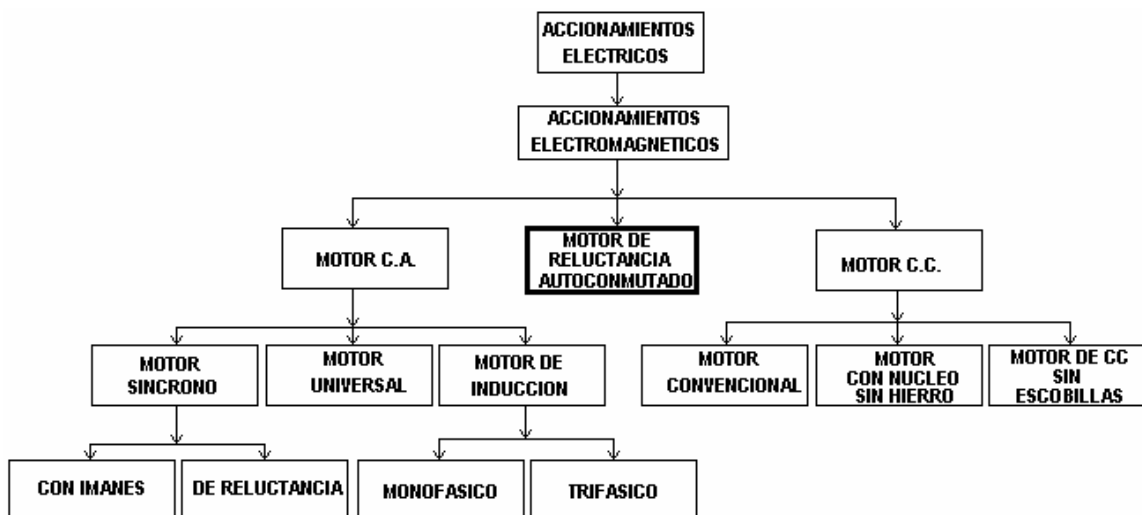 ACCIONAMIENTOS
ELECTRICOS
ACCIONAMIENTOS
ELECTROMAGNETICOS
MOTOR C.A.
MOTOR DE
RELUCTANCIA
AUTOCONMUTADO
MOTOR C.C.
MOTOR
SINCRONO
MOTOR
UNIVERSAL
MOTOR DE
INDUCCION
MOTOR
CONVENCIONAL
MOTOR
CON NUCLEO
SIN HIERRO
MOTOR DE CC
SIN
ESCOBILLAS
CON IMANES
DE RELUCTANCIA
MONOFASICO
TRIFASICO